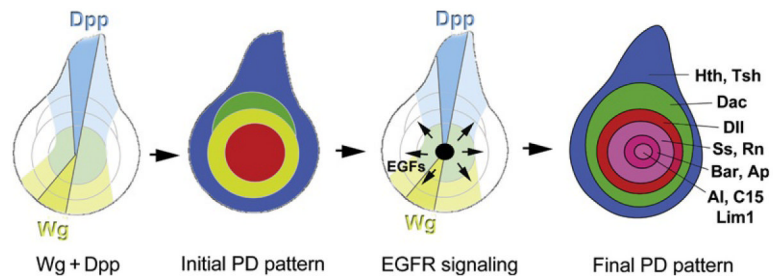 Dpp
Wg
Wg + Dpp
Initial PD pattern
Dpp
EGFs
Wg
EGFR signaling
Hth, Tsh
Dac
Dll
Ss, Rn
Bar, Ap
Al, C15
Lim1
Final PD pattern